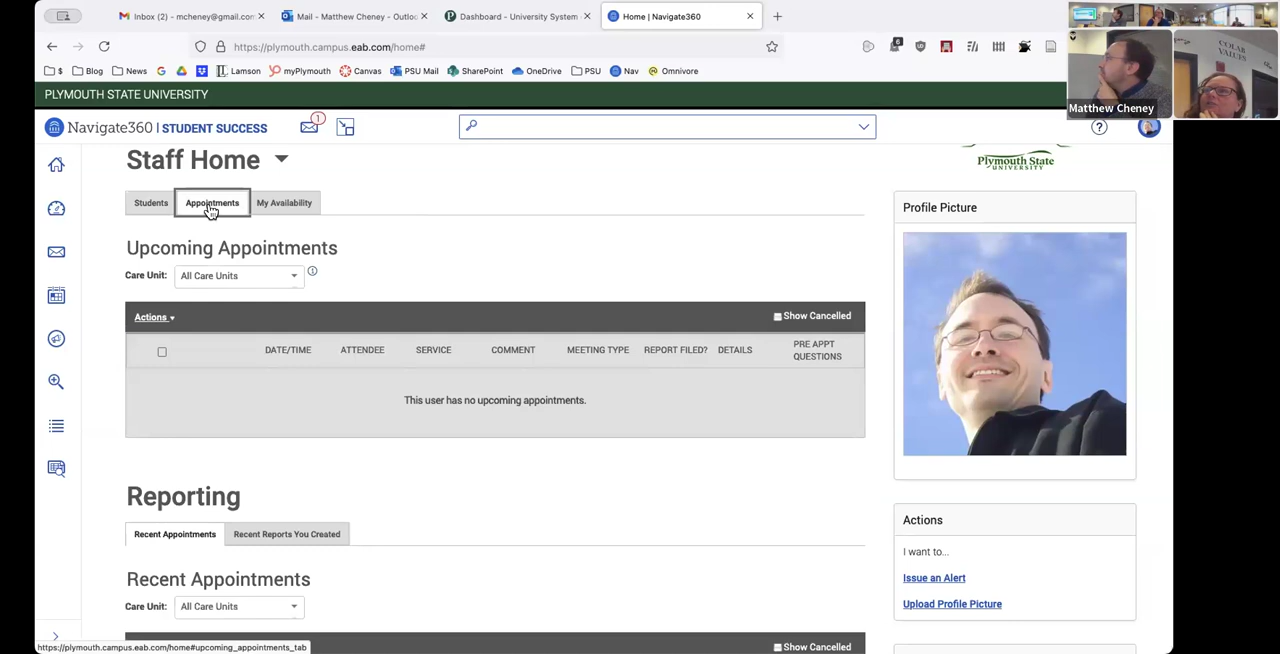 Inbox (2) - mcheney@gmail.com
Mail - Matthew Cheney - Outloo
Dashboard - University System
Home | Navigate360
https://plymouth.campus.eab.com/home#
6
$ Blog News Lamson myPlymouth Canvas PSU Mail SharePoint OneDrive PSU Nav Omnivore
PLYMOUTH STATE UNIVERSITY
Matthew Cheney
COLAB
VALUES
Navigate360 | STUDENT SUCCESS
1
?
Staff Home
Plymouth State
UNIVERSITY
Students Appointments My Availability
Profile Picture
Upcoming Appointments
Care Unit: All Care Units
Actions
Show Cancelled
DATE/TIME ATTENDEE SERVICE COMMENT MEETING TYPE REPORT FILED? DETAILS PRE APPT
QUESTIONS
This user has no upcoming appointments.
Reporting
Recent Appointments Recent Reports You Created
Actions
I want to...
Issue an Alert
Upload Profile Picture
Recent Appointments
Care Unit: All Care Units
Show Cancelled
https://plymouth.campus.eab.com/home#upcoming_appointments_tab